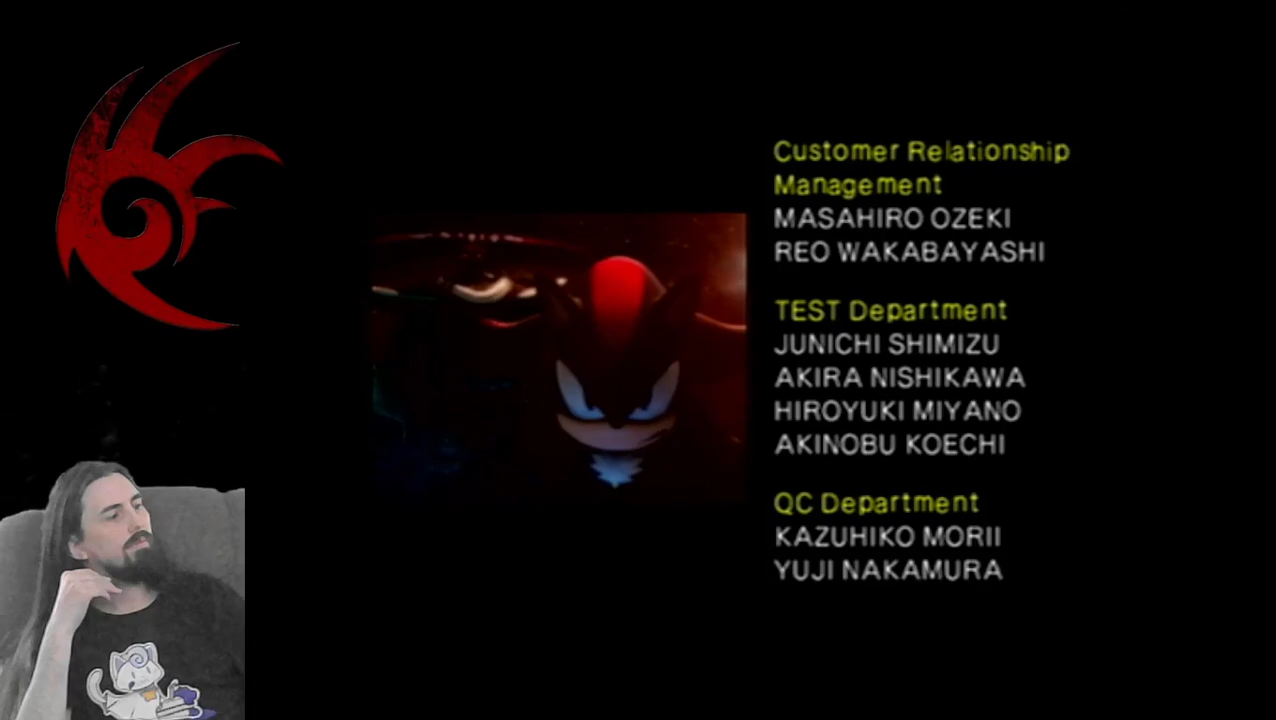 Customer Relationship
Management
MASAHIRO OZEKI
REO WAKABAYASHI
TEST Department
JUNICHI SHIMIZU
AKIRA NISHIKAWA
HIROYUKI MIYANO
AKINOBU KOECHI
QC Department
KAZUHIKO MORII
YUJI NAKAMURA